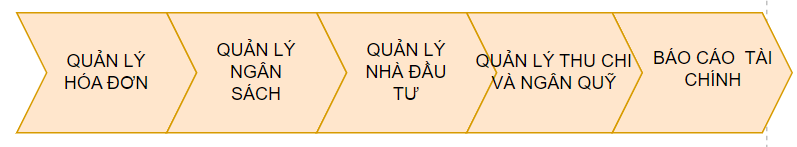 QUẢN LÝ
HÓA ĐƠN
QUẢN LÝ
NGÂN
SÁCH
QUẢN LÝ
NHÀ ĐẦU
TƯ
QUẢN LÝ THU CHI
VÀ NGÂN QUỸ
BÁO CÁO TÀI
CHÍNH